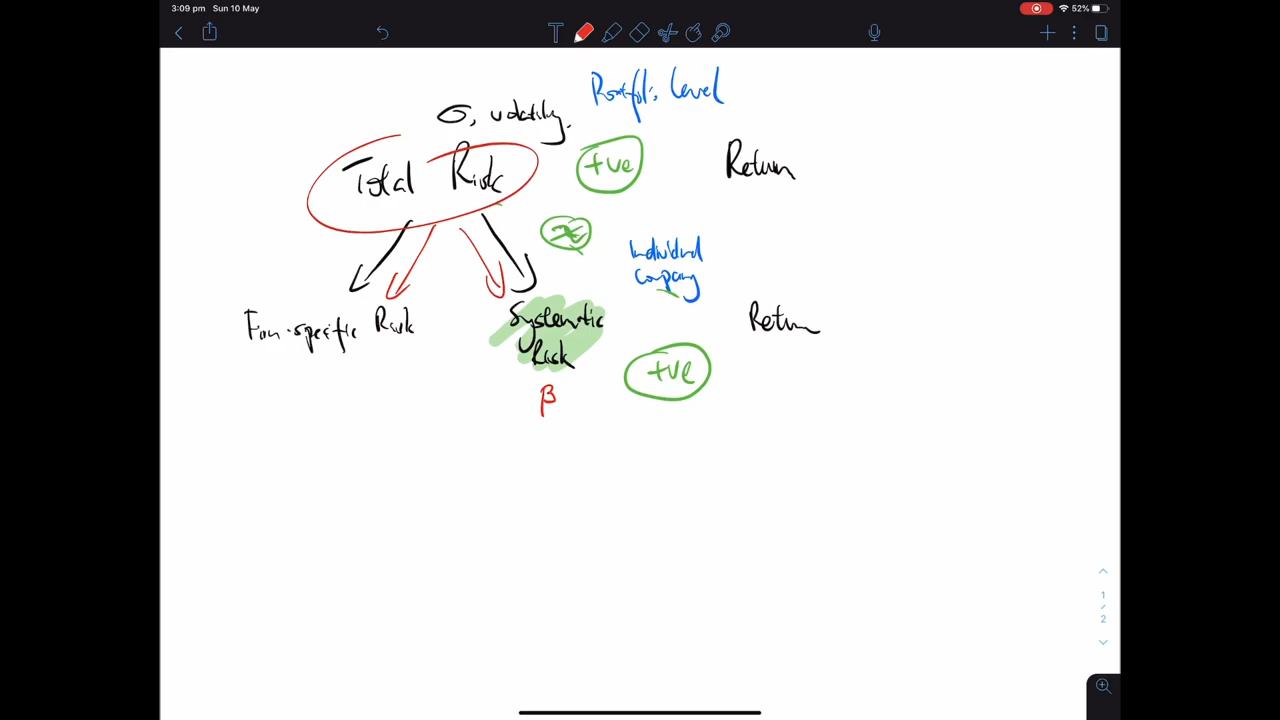 3:09 pm Sun 10 May
52%
Portfolio Level
σ, volatility.
Total Risk
+ve
Return
x
Individual
Company
Firm-specific Risk
Systematic
Risk
Return
+ve
β
1
/
2